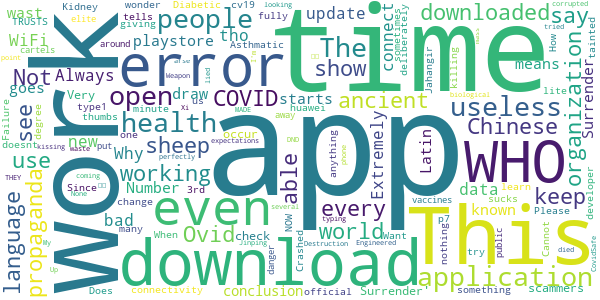 Kidney
wonder
people
Diabetic
cv19
elite
wast
WiFi
TRUSTS
Asthmatic
giving
cartels
tells
around
Work
error
downloaded
playstore
tho
time
update
connect
say
deliberately
sometimes
looking
corrupted
tried
Not
goes
Always
The
show
means
killing
tainted
see
health
open
COVID
starts
ancient
app
WHO
useless
Chinese
organization
Surrender
Jahangir
How
lite
biological
Failure
type1
Very
draw
huawei
us
Weapon
Xi
thumbs
minute
new
degree
Why
sheep
occur
Extremely
Latin
keep
use
doesnt
working
able
every
data
language
propaganda
Since
Number
3rd
Ovid
world
known
p7
Please
developer
learn
one
MADE
away
perfectly
expectations
DND
anything
phone
kissing
waste
put
bad
change
many
even
This
download
application
check
NOW
Crashed
typing
nothing
public
vaccines
sucks
Cannot
None
coming
THEY
My
Up
When
Want
several
danger
official
Surrender
Jinping
Destruction
Engineered
try
something
died
CovidSafe
scammers
Does
connectivity
conclusion
point